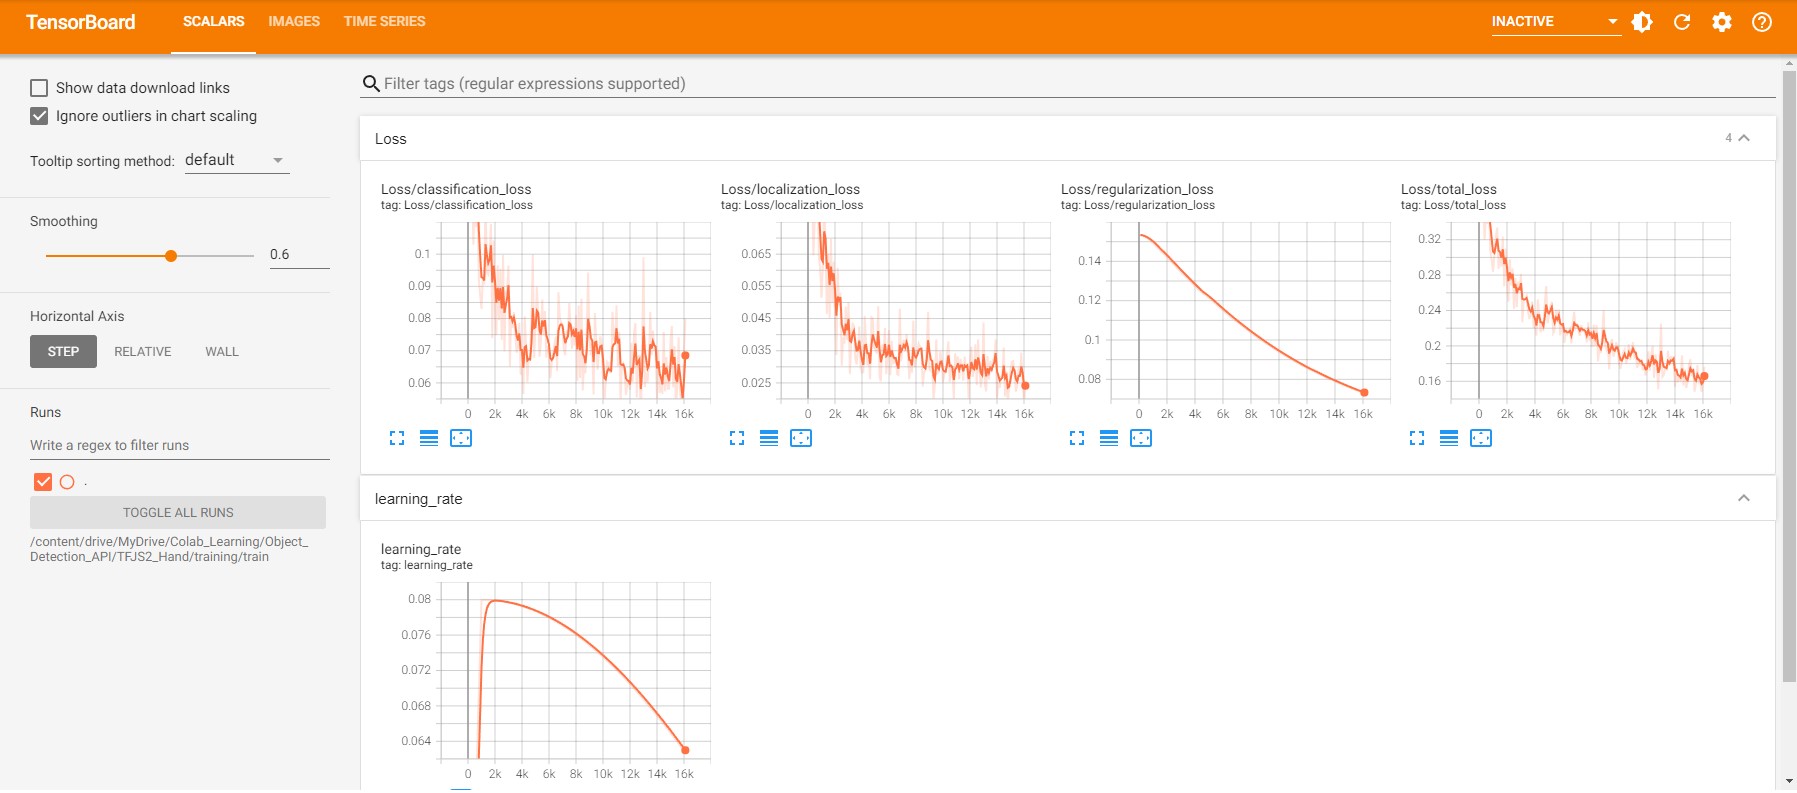 TensorBoard SCALARS IMAGES TIME SERIES INACTIVE
Show data download links
Ignore outliers in chart scaling
Tooltip sorting method: default
Smoothing
0.6
Horizontal Axis
STEP RELATIVE WALL
Runs
Write a regex to filter runs
.
TOGGLE ALL RUNS
/content/drive/MyDrive/Colab_Learning/Object_
Detection_API/TFJS2_Hand/training/train
Filter tags (regular expressions supported)
Loss 4
Loss/classification_loss
tag: Loss/classification_loss
0.1
0.09
0.08
0.07
0.06
0 2k 4k 6k 8k 10k 12k 14k 16k
Loss/localization_loss
tag: Loss/localization_loss
0.065
0.055
0.045
0.035
0.025
0 2k 4k 6k 8k 10k 12k 14k 16k
Loss/regularization_loss
tag: Loss/regularization_loss
0.14
0.12
0.1
0.08
0 2k 4k 6k 8k 10k 12k 14k 16k
Loss/total_loss
tag: Loss/total_loss
0.32
0.28
0.24
0.2
0.16
0 2k 4k 6k 8k 10k 12k 14k 16k
learning_rate
learning_rate
tag: learning_rate
0.08
0.076
0.072
0.068
0.064
0 2k 4k 6k 8k 10k 12k 14k 16k